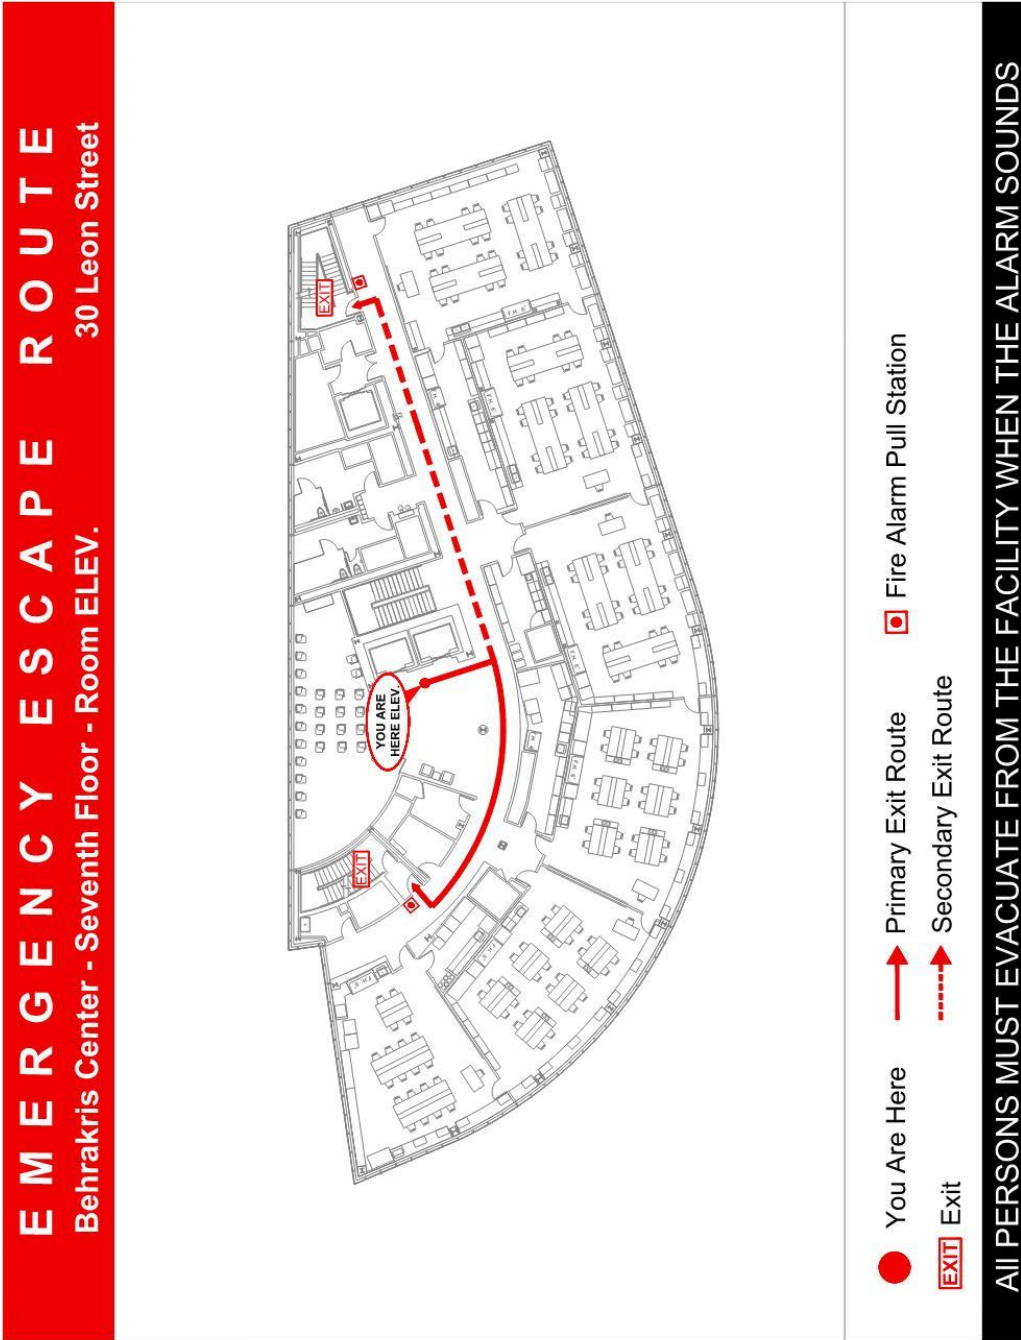 EMERGENCY ESCAPE ROUTE
Behrakris Center - Seventh Floor - Room ELEV.
30 Leon Street
EXIT
YOU ARE
HERE ELEV.
EXIT
You Are Here
Primary Exit Route
Fire Alarm Pull Station
EXIT Exit
Secondary Exit Route
All PERSONS MUST EVACUATE FROM THE FACILITY WHEN THE ALARM SOUNDS